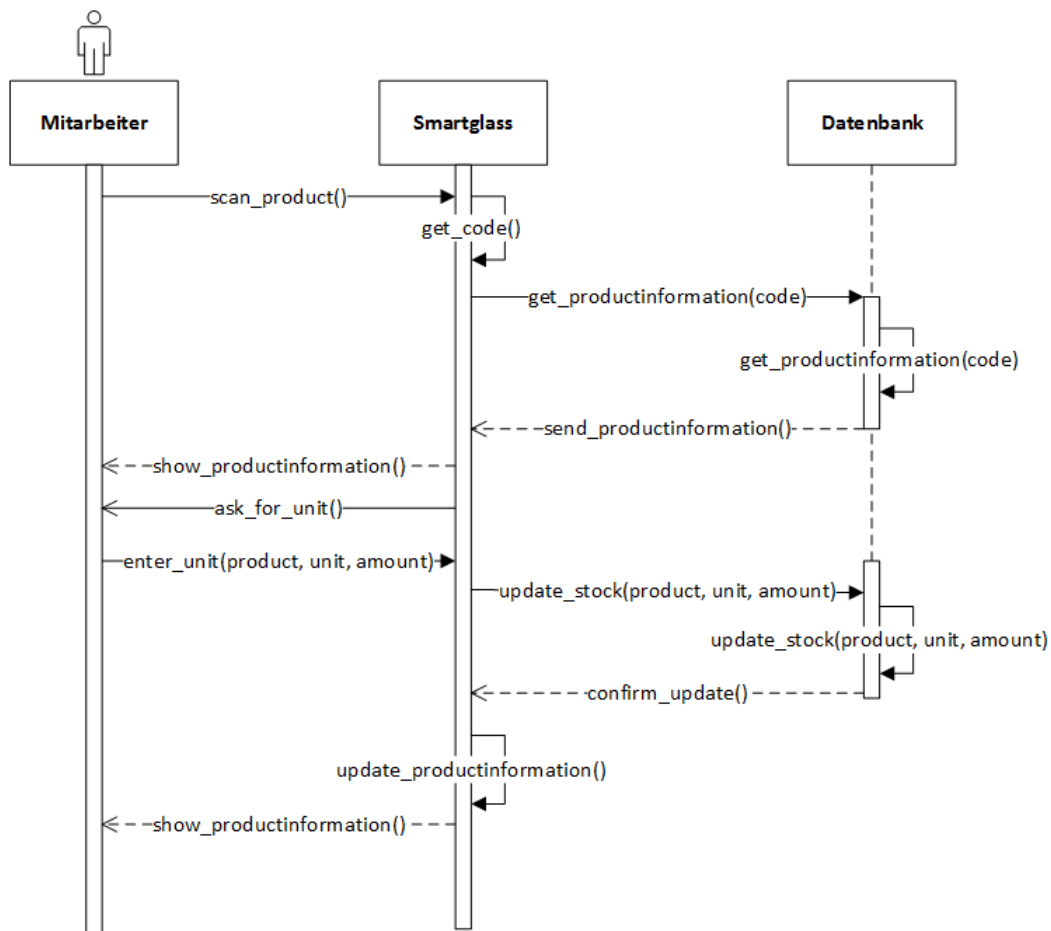 Mitarbeiter
Smartglass
Datenbank
scan_product()
get_code()
get_productinformation(code)
get_productinformation(code)
send_productinformation()
show_productinformation()
ask_for_unit()
enter_unit(product, unit, amount)
update_stock(product, unit, amount)
update_stock(product, unit, amount)
confirm_update()
update_productinformation()
show_productinformation()